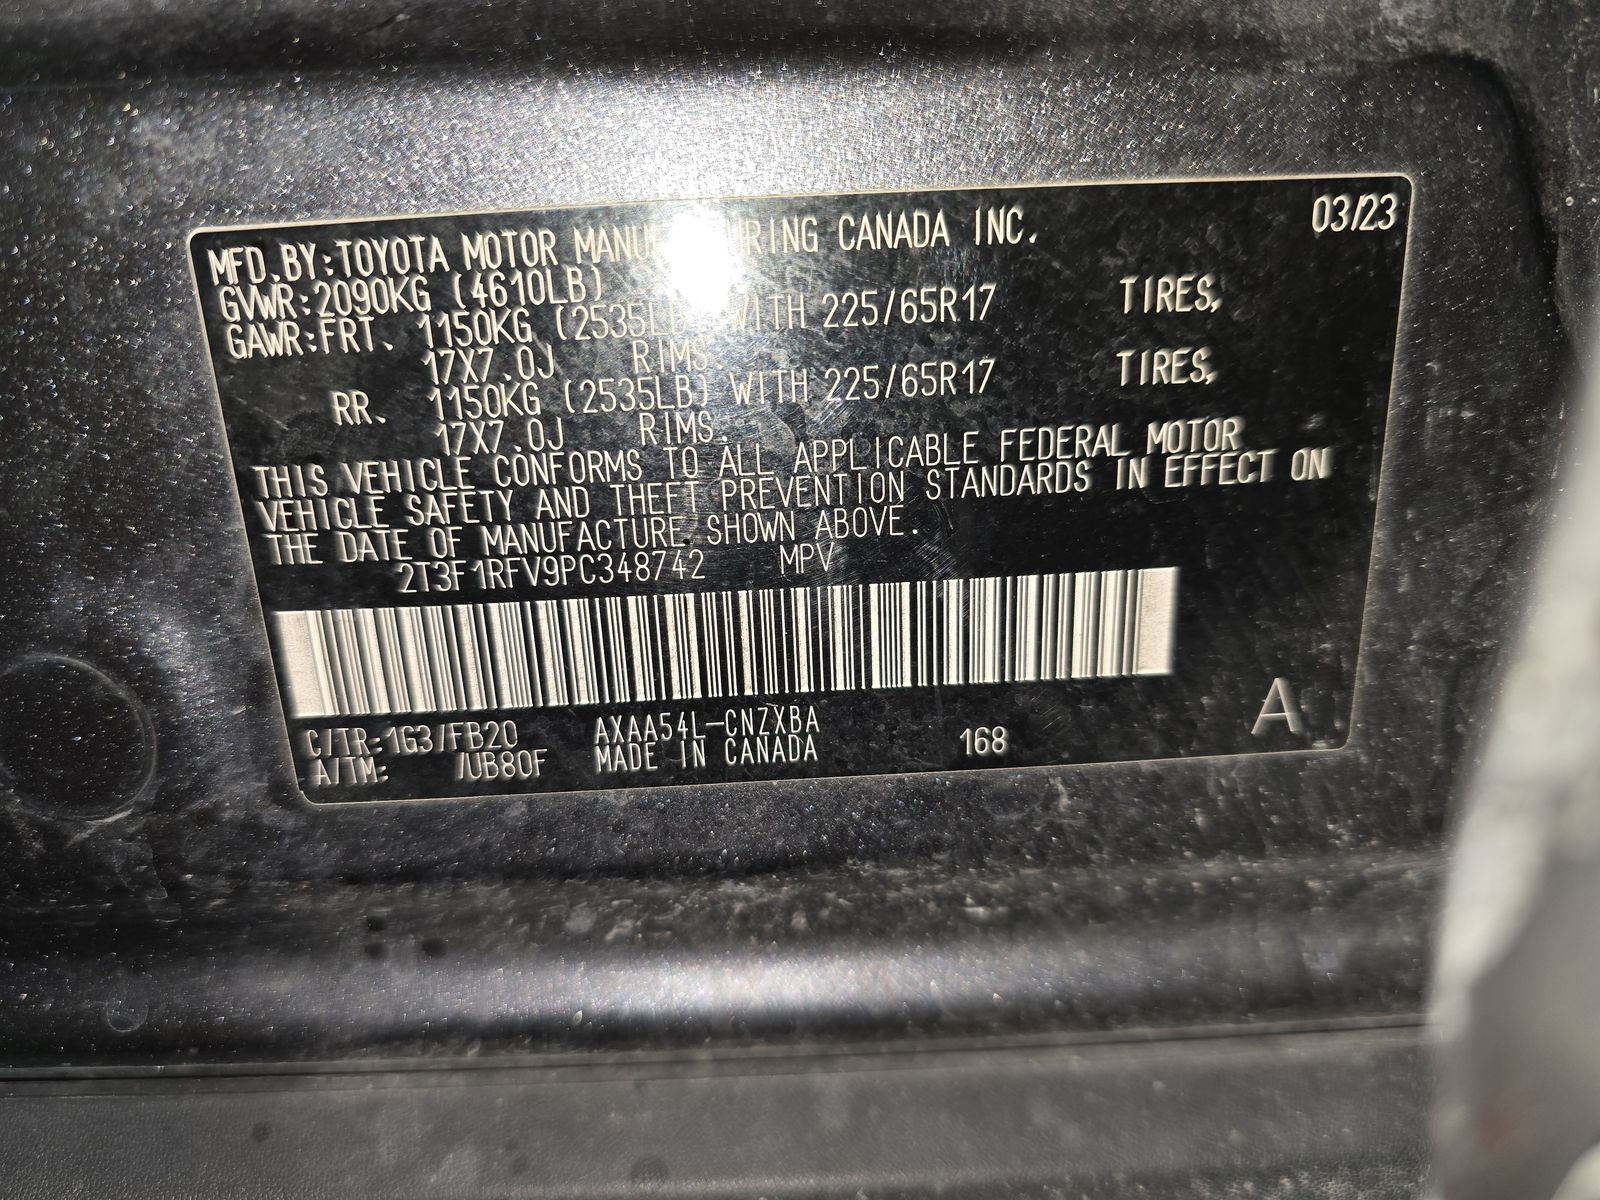 03/23
MFD.BY:TOYOTA MOTOR MANUFACTURING CANADA INC.
GVWR:2090KG (4610LB)
GAWR:FRT. 1150KG (2535LB) WITH 225/65R17 TIRES,
17X7.0J RIMS.
RR. 1150KG (2535LB) WITH 225/65R17 TIRES,
17X7.0J RIMS.
THIS VEHICLE CONFORMS TO ALL APPLICABLE FEDERAL MOTOR
VEHICLE SAFETY AND THEFT PREVENTION STANDARDS IN EFFECT ON
THE DATE OF MANUFACTURE SHOWN ABOVE.
2T3F1RFV9PC348742 MPV
C/TR:1G3/FB20 AXAA54L-CNZXBA 168 A
A/TM: /UB80F MADE IN CANADA